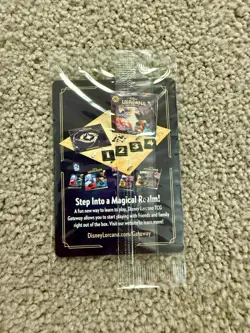 LORCANA
1 2 3 4
Step Into a Magical Realm!
A fun new way to learn to play, Disney Lorcana TCG
Gateway allows you to start playing with friends and family
right out of the box. Visit our website to learn more!
DisneyLorcana.com/Gateway